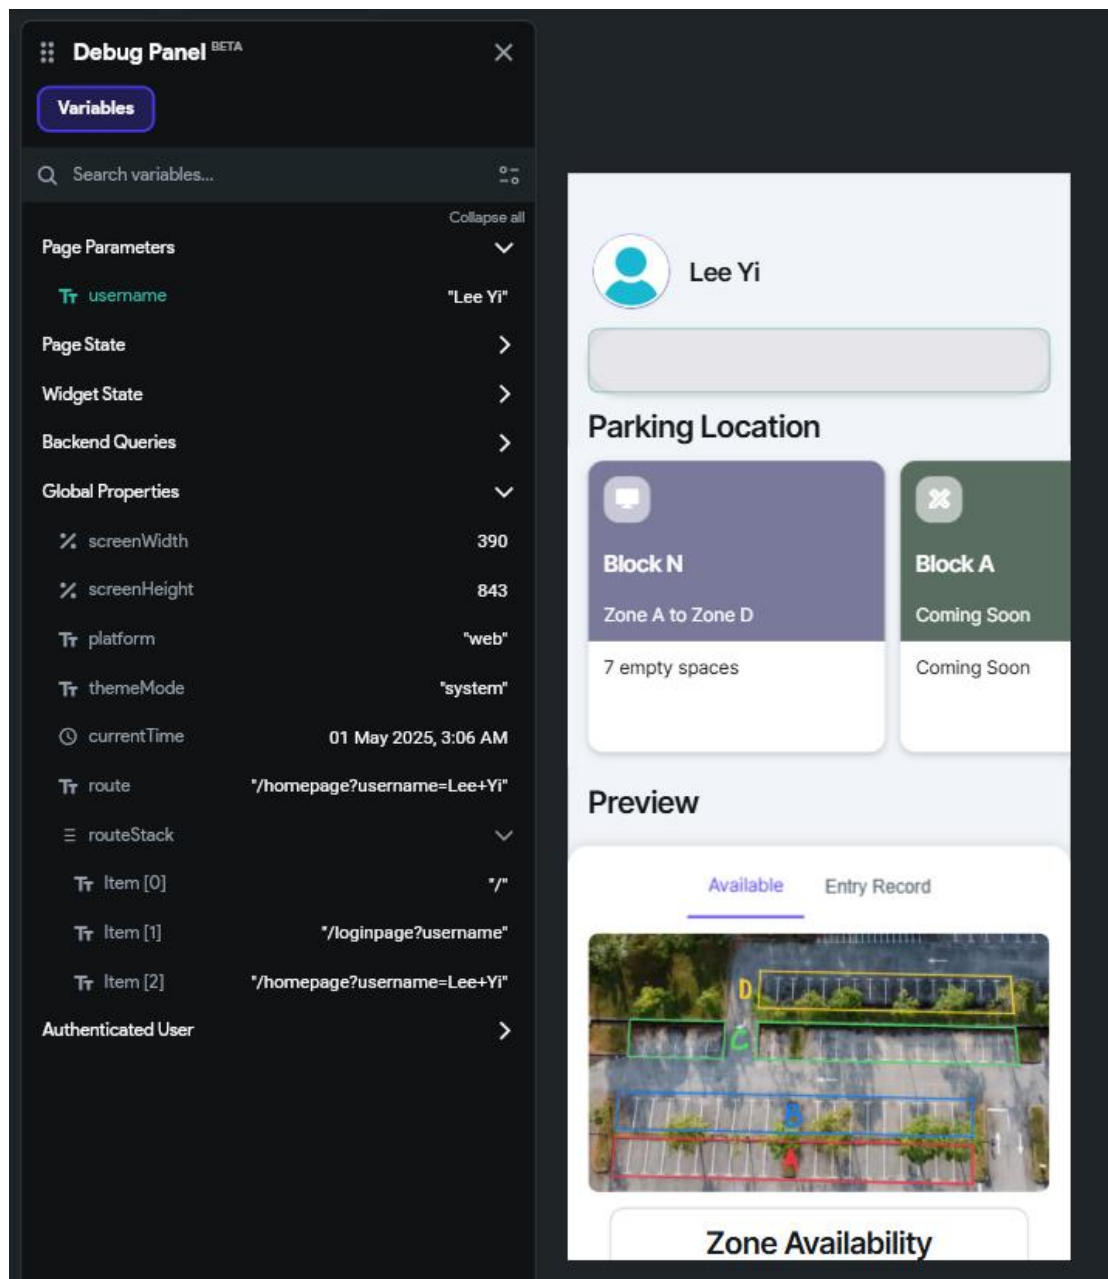 Debug Panel BETA
Variables
Search variables...
Collapse all
Page Parameters
username "Lee Yi"
Page State
Widget State
Backend Queries
Global Properties
screenWidth 390
screenHeight 843
platform "web"
themeMode "system"
currentTime 01 May 2025, 3:06 AM
route "/homepage?username=Lee+Yi"
routeStack
Item [0] "/"
Item [1] "/loginpage?username"
Item [2] "/homepage?username=Lee+Yi"
Authenticated User
Lee Yi
Parking Location
Block N
Zone A to Zone D
7 empty spaces
Block A
Coming Soon
Coming Soon
Preview
Available Entry Record
D
C
B
A
Zone Availability